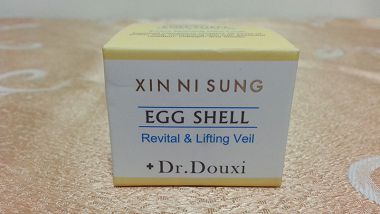 XIN NI SUNG
EGG SHELL
Revital & Lifting Veil
+Dr.Douxi